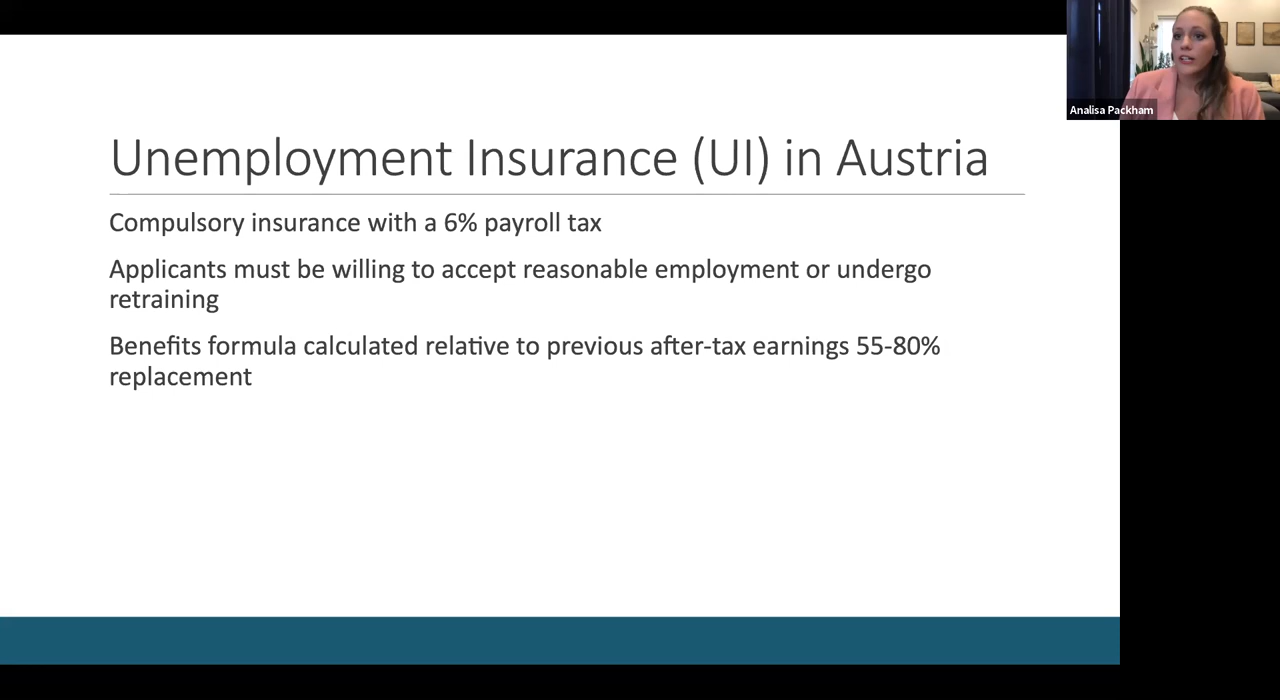 Unemployment Insurance (UI) in Austria
Compulsory insurance with a 6% payroll tax
Applicants must be willing to accept reasonable employment or undergo
retraining
Benefits formula calculated relative to previous after-tax earnings 55-80%
replacement
Analisa Packham